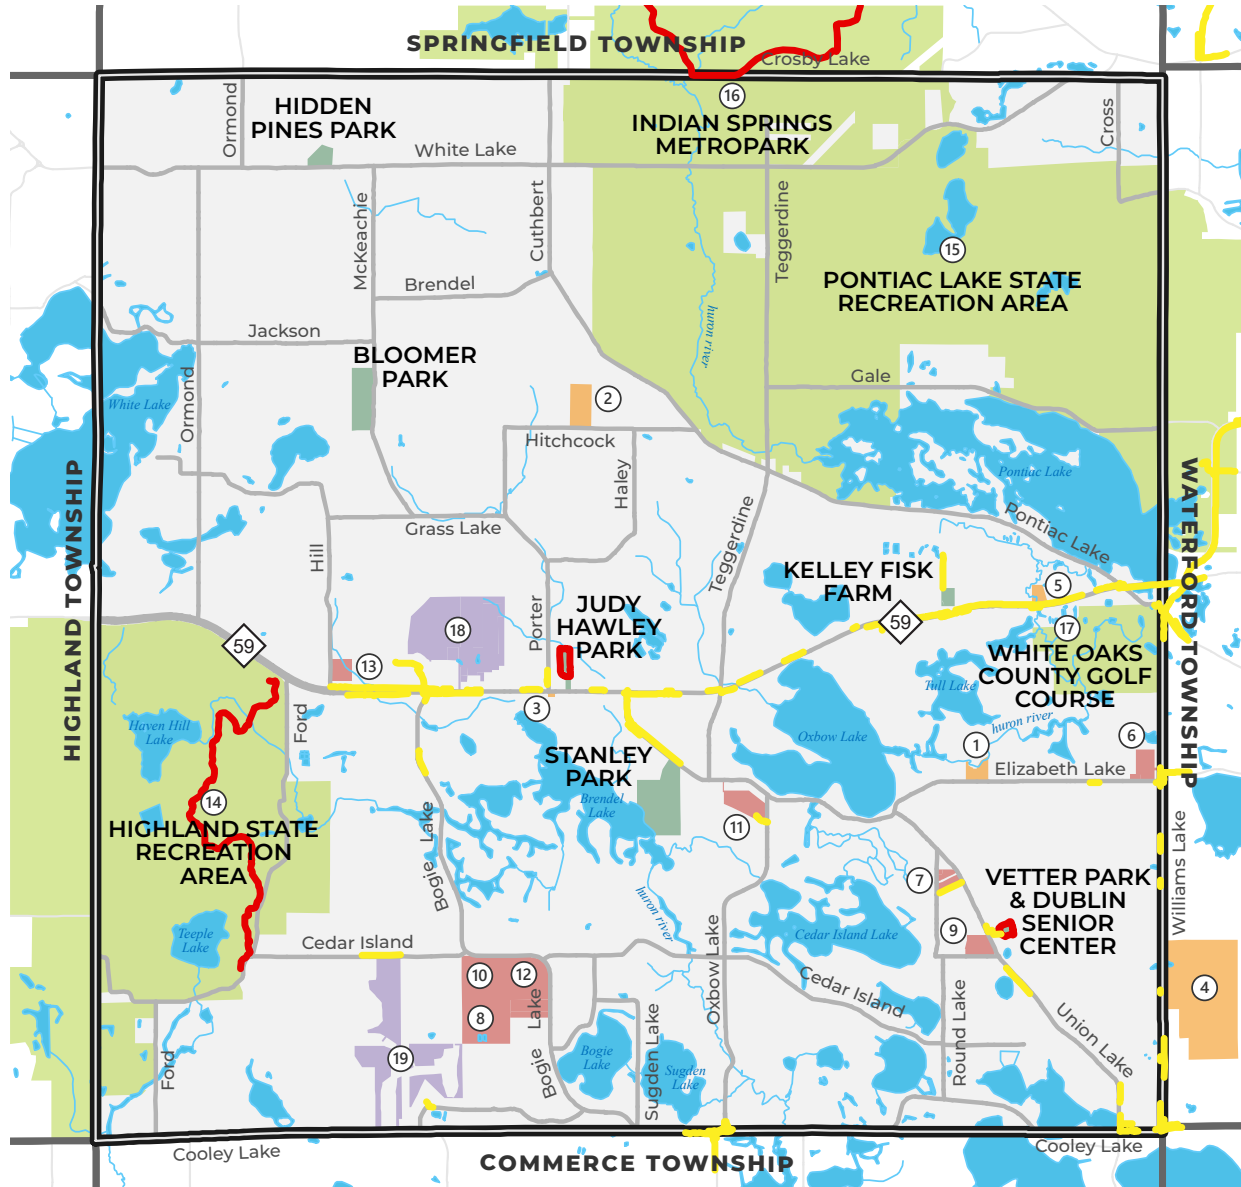 SPRINGFIELD TOWNSHIP
Crosby Lake
16
INDIAN SPRINGS
METROPARK
HIDDEN
PINES PARK
Ormond
White Lake
Cross
McKeachie
Cuthbert
Teggerdine
huron river
15
PONTIAC LAKE STATE
RECREATION AREA
Brendel
Jackson
BLOOMER
PARK
Gale
White Lake
Ormond
2
Hitchcock
Haley
Pontiac Lake
Pontiac Lake
HIGHLAND TOWNSHIP
WATERFORD TOWNSHIP
Grass Lake
Hill
Teggerdine
KELLEY FISK
FARM
5
59
17
WHITE OAKS
COUNTY GOLF
COURSE
Porter
JUDY
HAWLEY
PARK
18
59
13
Tull Lake
huron river
Haven Hill
Lake
Ford
3
STANLEY
PARK
Oxbow Lake
1
6
Elizabeth Lake
Brendel
Lake
14
HIGHLAND STATE
RECREATION
AREA
Bogie Lake
11
Williams Lake
7
VETTER PARK
& DUBLIN
SENIOR
CENTER
huron river
9
Teeple
Lake
Cedar Island
Cedar Island Lake
Oxbow Lake
10
12
8
Bogie Lake
Cedar Island
4
Round Lake
Union Lake
Sugden Lake
19
Bogie
Lake
Sugden
Lake
Ford
Cooley Lake
COMMERCE TOWNSHIP
Cooley Lake